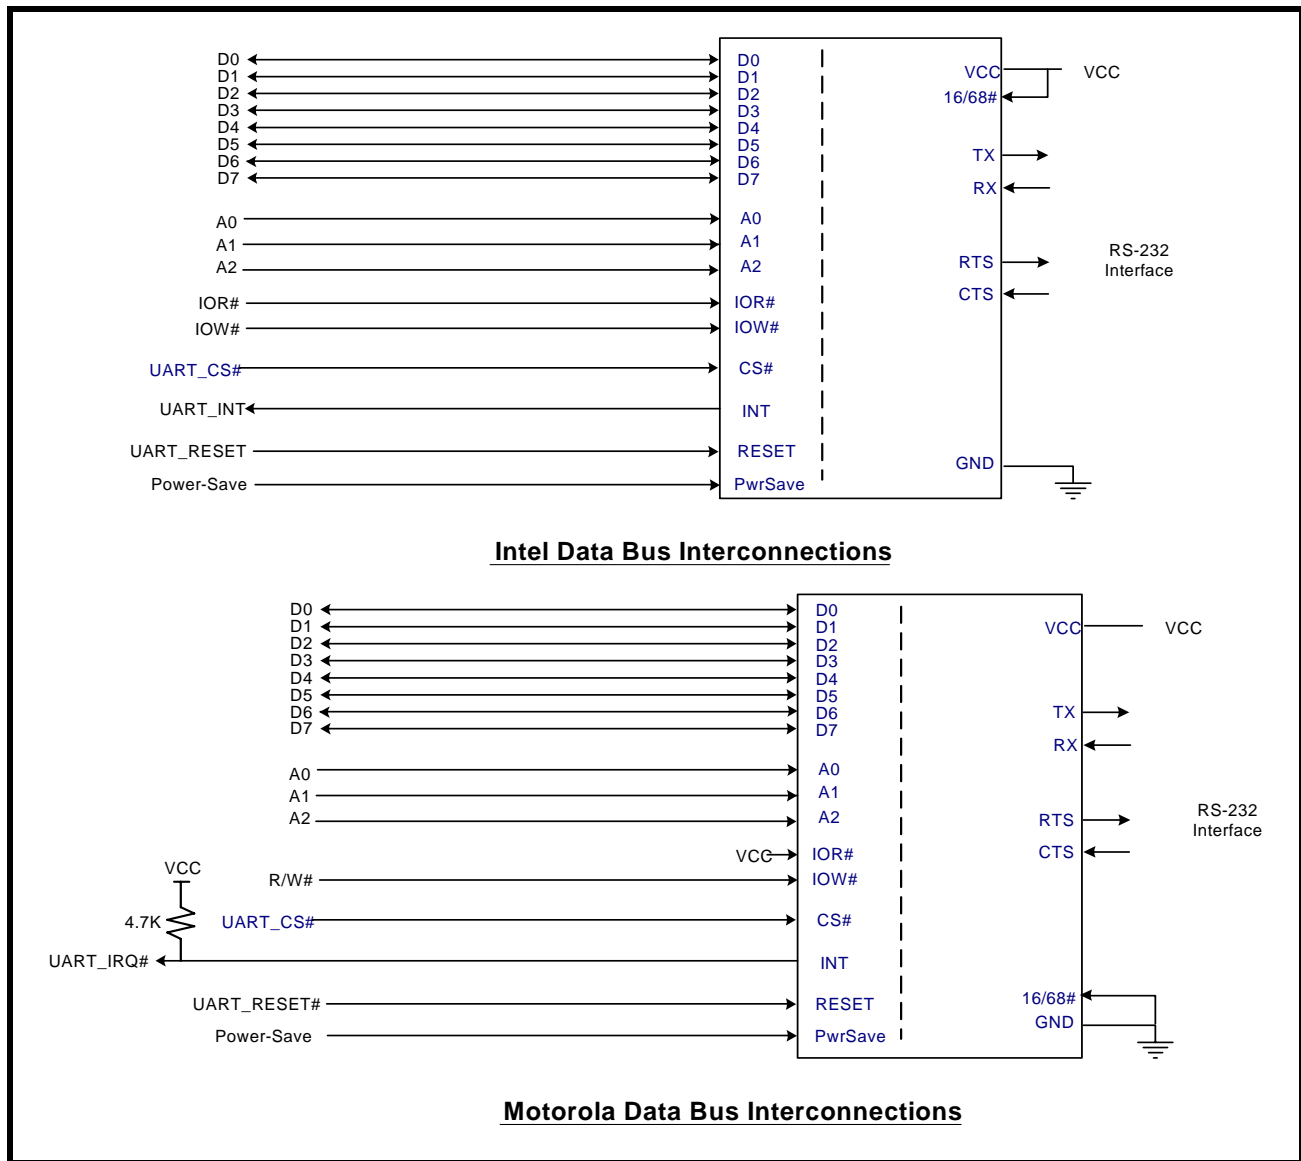 D0 D0
D1 D1
D2 D2
D3 D3
D4 D4
D5 D5
D6 D6
D7 D7
A0 A0
A1 A1
A2 A2
IOR# IOR#
IOW# IOW#
UART_CS# CS#
UART_INT INT
UART_RESET RESET
Power-Save PwrSave
VCC VCC
16/68#
TX
RX
RTS
CTS
RS-232
Interface
GND
Intel Data Bus Interconnections
D0 D0
D1 D1
D2 D2
D3 D3
D4 D4
D5 D5
D6 D6
D7 D7
A0 A0
A1 A1
A2 A2
VCC IOR#
R/W# IOW#
VCC
4.7K
UART_CS# CS#
UART_IRQ# INT
UART_RESET# RESET
Power-Save PwrSave
VCC VCC
TX
RX
RTS
CTS
RS-232
Interface
16/68#
GND
Motorola Data Bus Interconnections